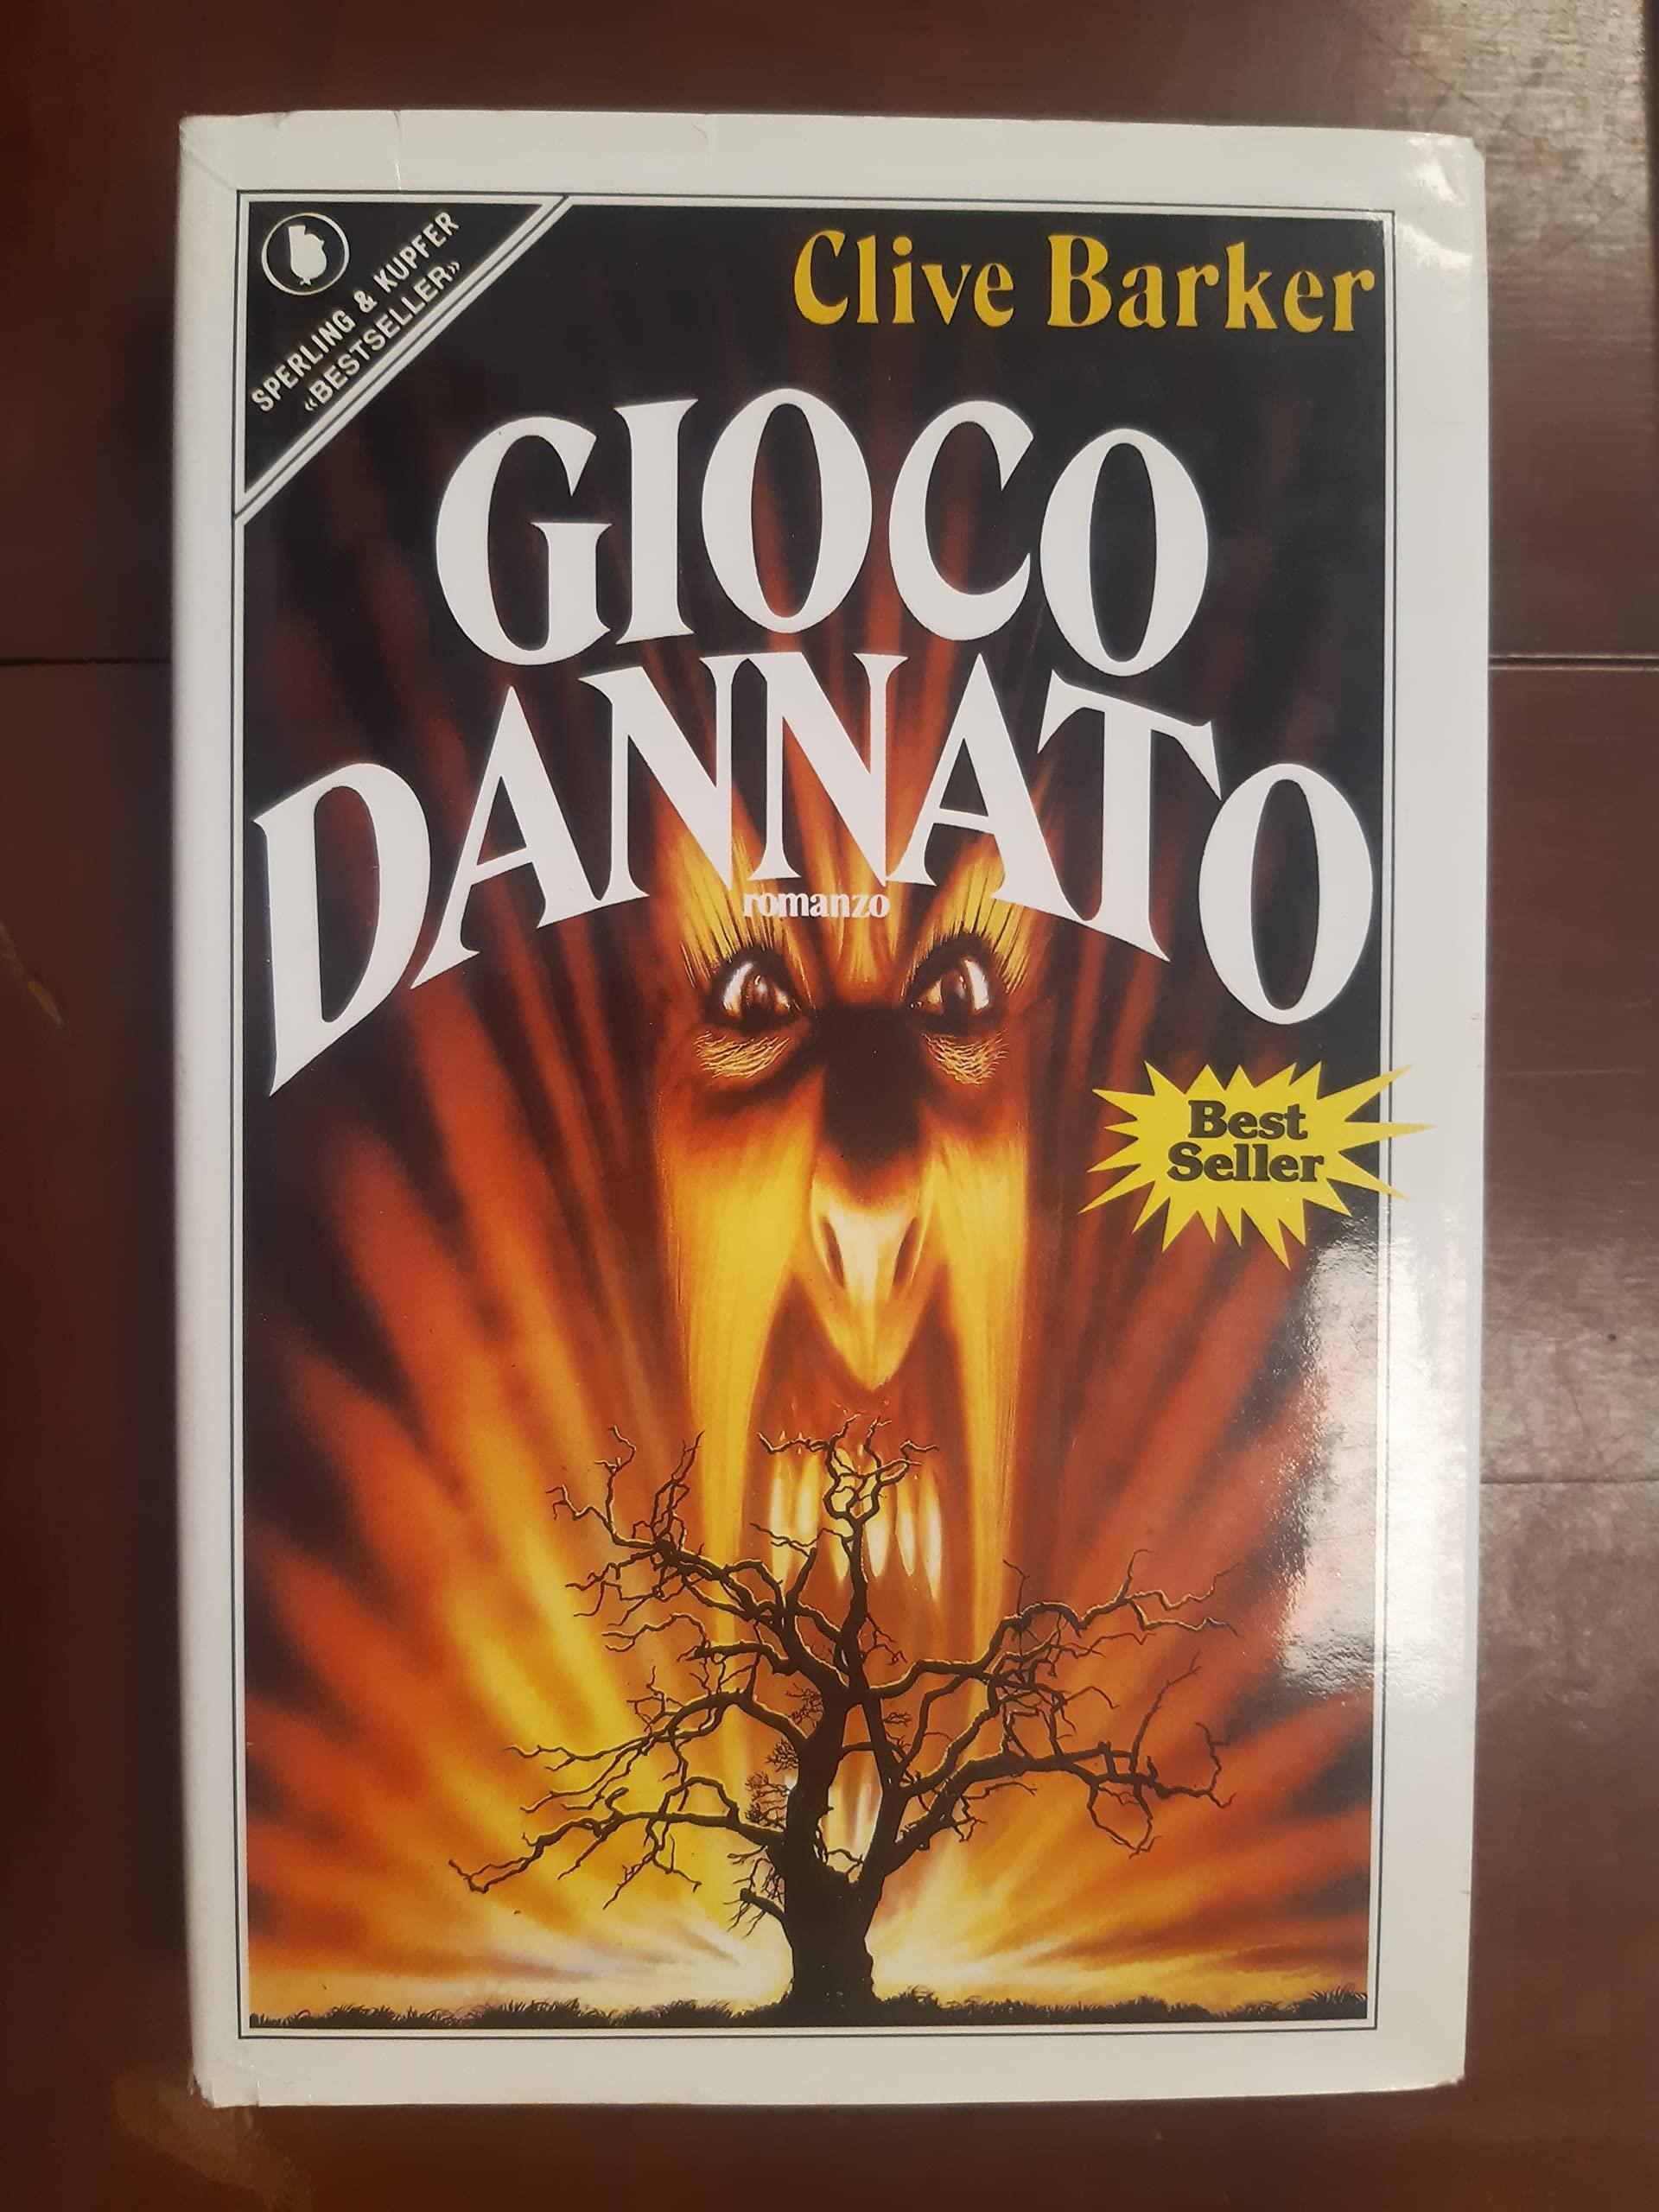 SPERLING & KUPFER
«BESTSELLER»
Clive Barker
GIOCO
DANNATO
romanzo
Best
Seller